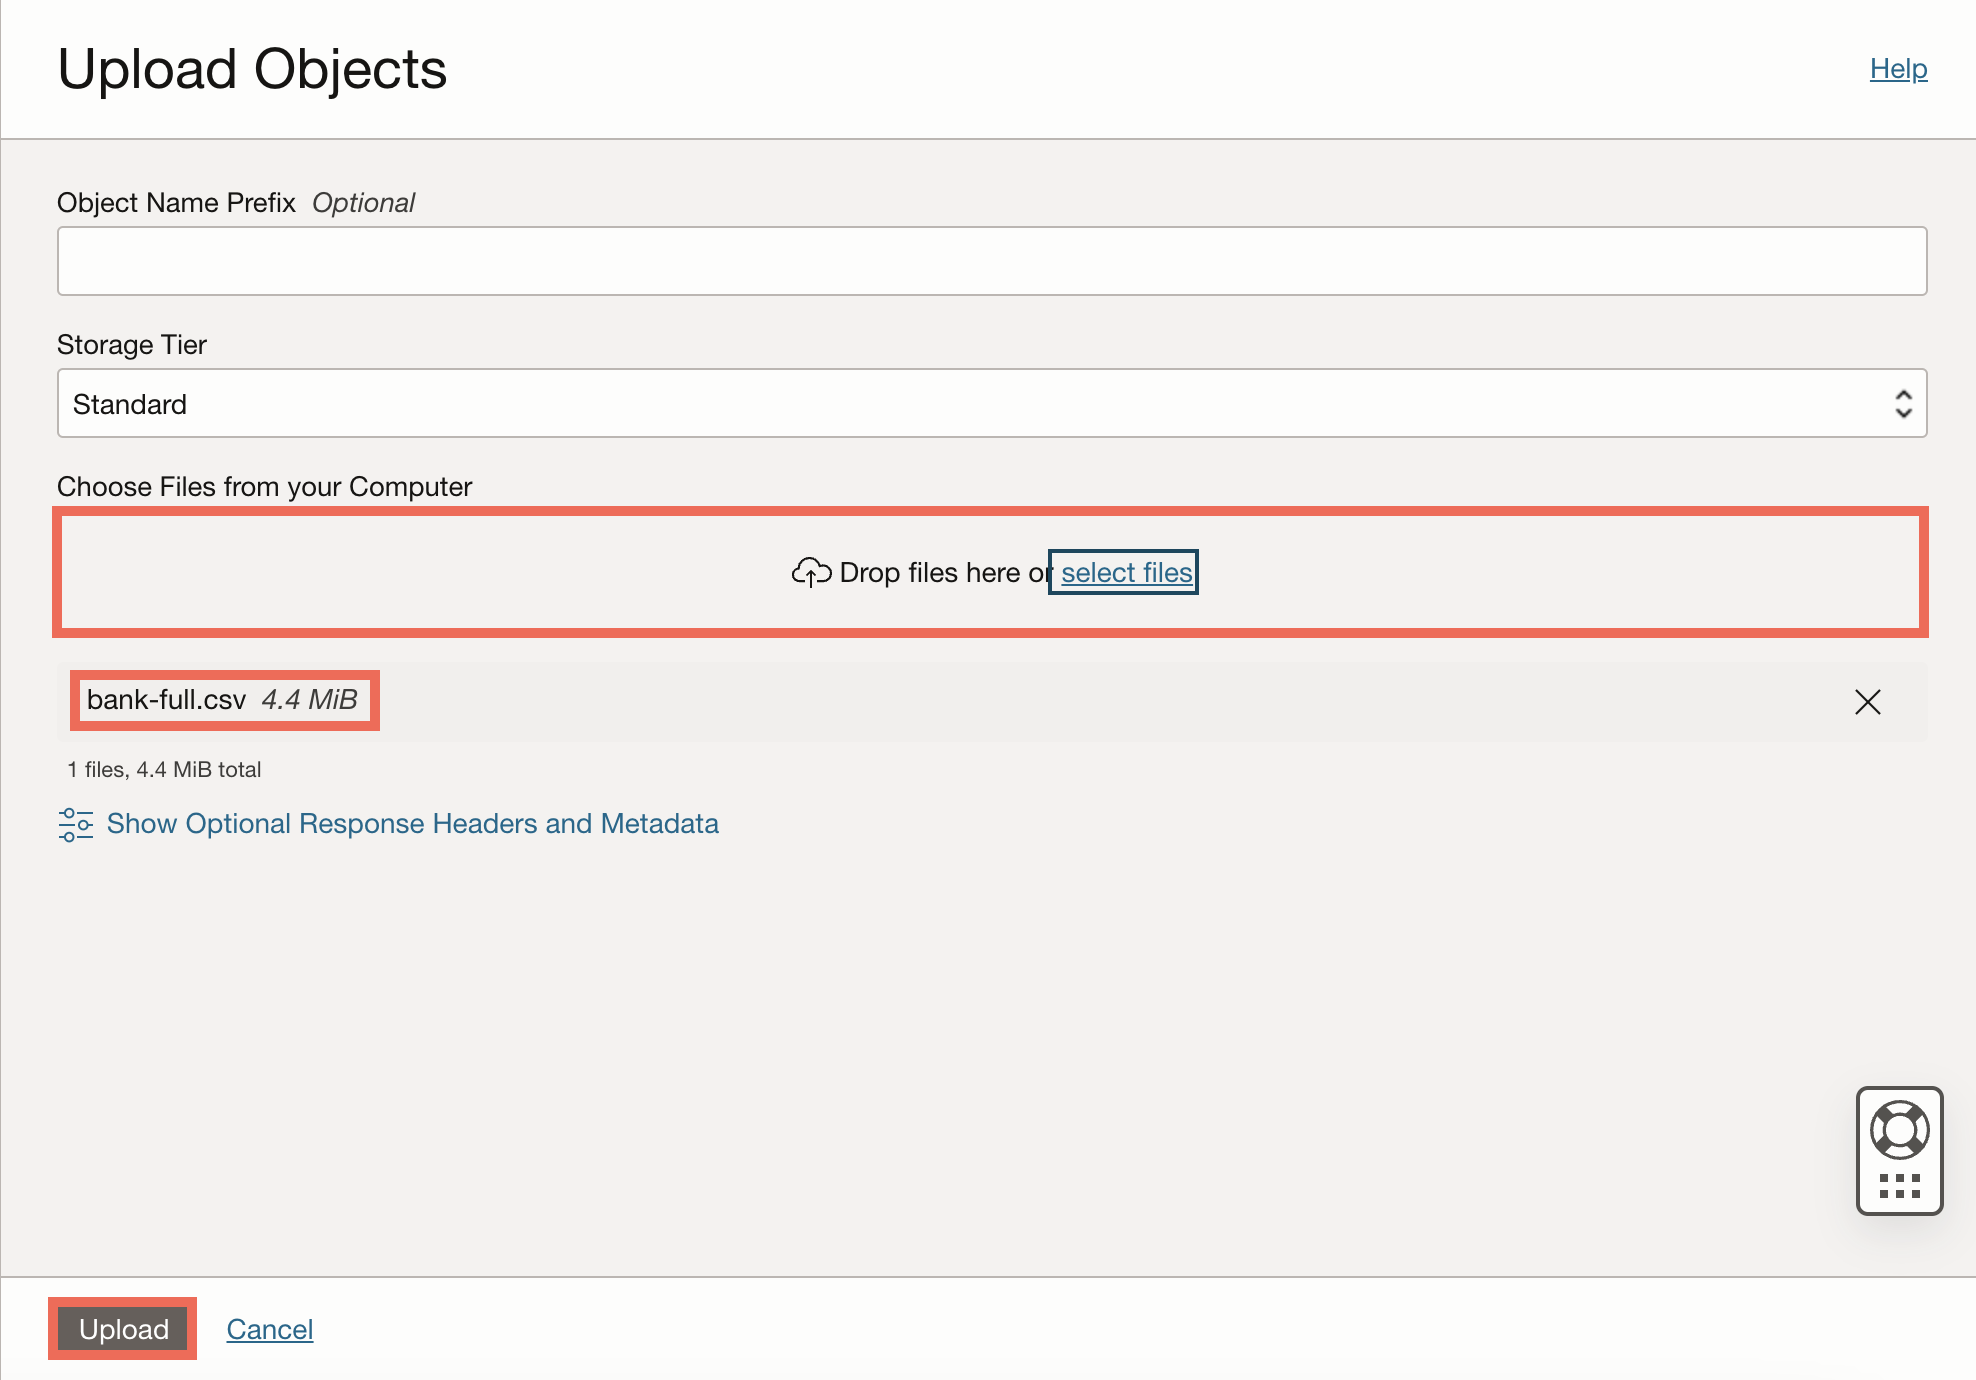 Upload Objects
Help
Object Name Prefix Optional
Storage Tier
Standard
Choose Files from your Computer
Drop files here or select files
bank-full.csv 4.4 MiB
1 files, 4.4 MiB total
Show Optional Response Headers and Metadata
Upload Cancel